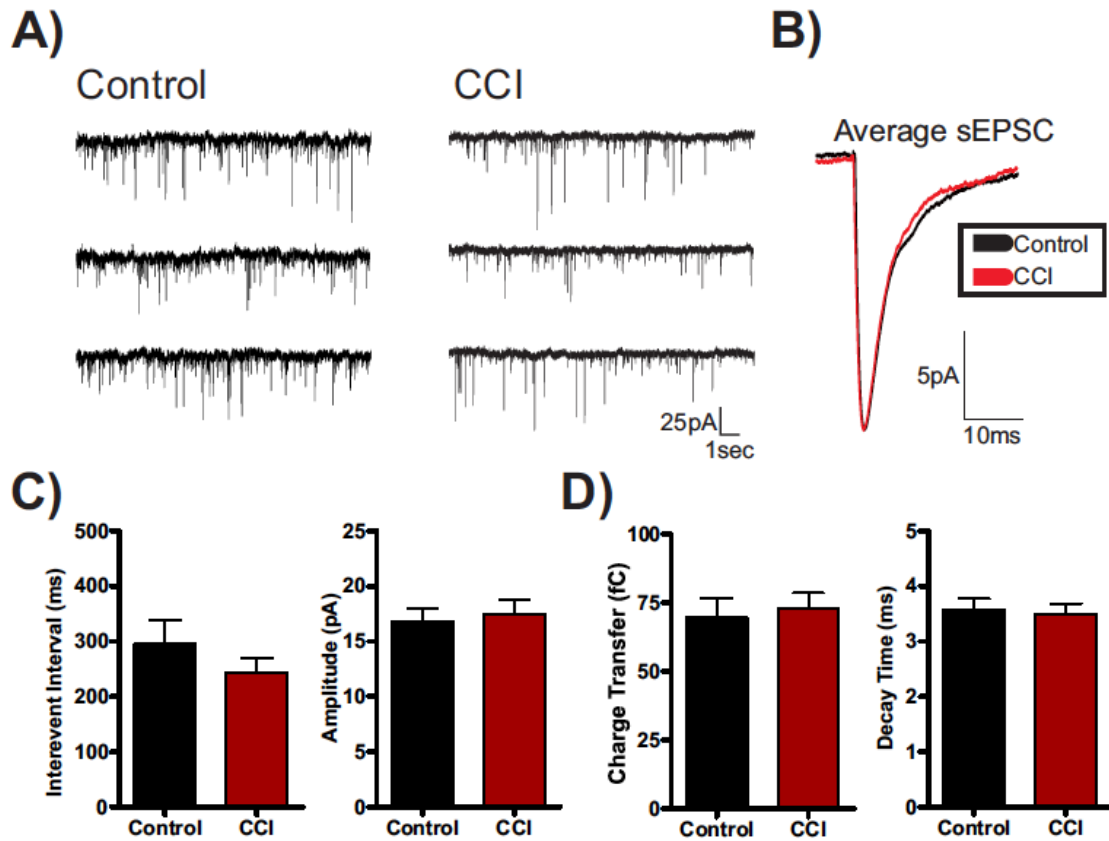 A)
Control
CCI
25pA
1sec
B)
Average sEPSC
Control
CCI
5pA
10ms
C)
Interevent Interval (ms)
500
400
300
200
100
0
Control CCI
Amplitude (pA)
25
20
15
10
5
0
Control CCI
D)
Charge Transfer (fC)
100
75
50
25
0
Control CCI
Decay Time (ms)
5
4
3
2
1
0
Control CCI